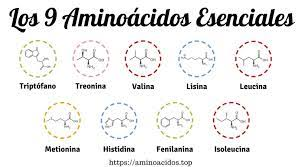 Los 9 Aminoácidos Esenciales
Triptófano Treonina Valina Lisina Leucina
Metionina Histidina Fenilanina Isoleucina
https://aminoacidos.top